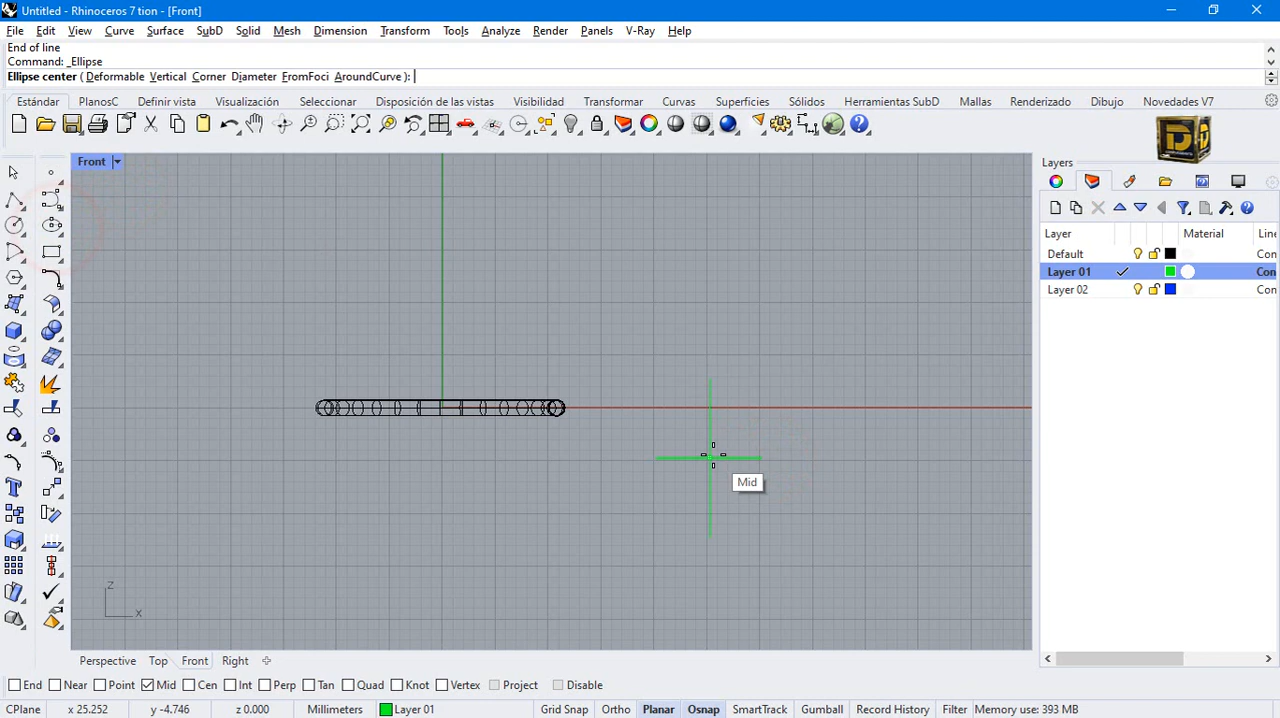 Untitled - Rhinoceros 7 tion - [Front]
File Edit View Curve Surface SubD Solid Mesh Dimension Transform Tools Analyze Render Panels V-Ray Help
End of line
Command: _Ellipse
Ellipse center ( Deformable Vertical Corner Diameter FromFoci AroundCurve ):
Estándar PlanosC Definir vista Visualización Seleccionar Disposición de las vistas Visibilidad Transformar Curvas Superficies Sólidos Herramientas SubD Mallas Renderizado Dibujo Novedades V7
Front
Layers
Layer Material Line
Default Con
Layer 01 Con
Layer 02 Con
Mid
z
x
Perspective Top Front Right
End Near Point Mid Cen Int Perp Tan Quad Knot Vertex Project Disable
CPlane x 25.252 y -4.746 z 0.000 Millimeters Layer 01 Grid Snap Ortho Planar Osnap SmartTrack Gumball Record History Filter Memory use: 393 MB